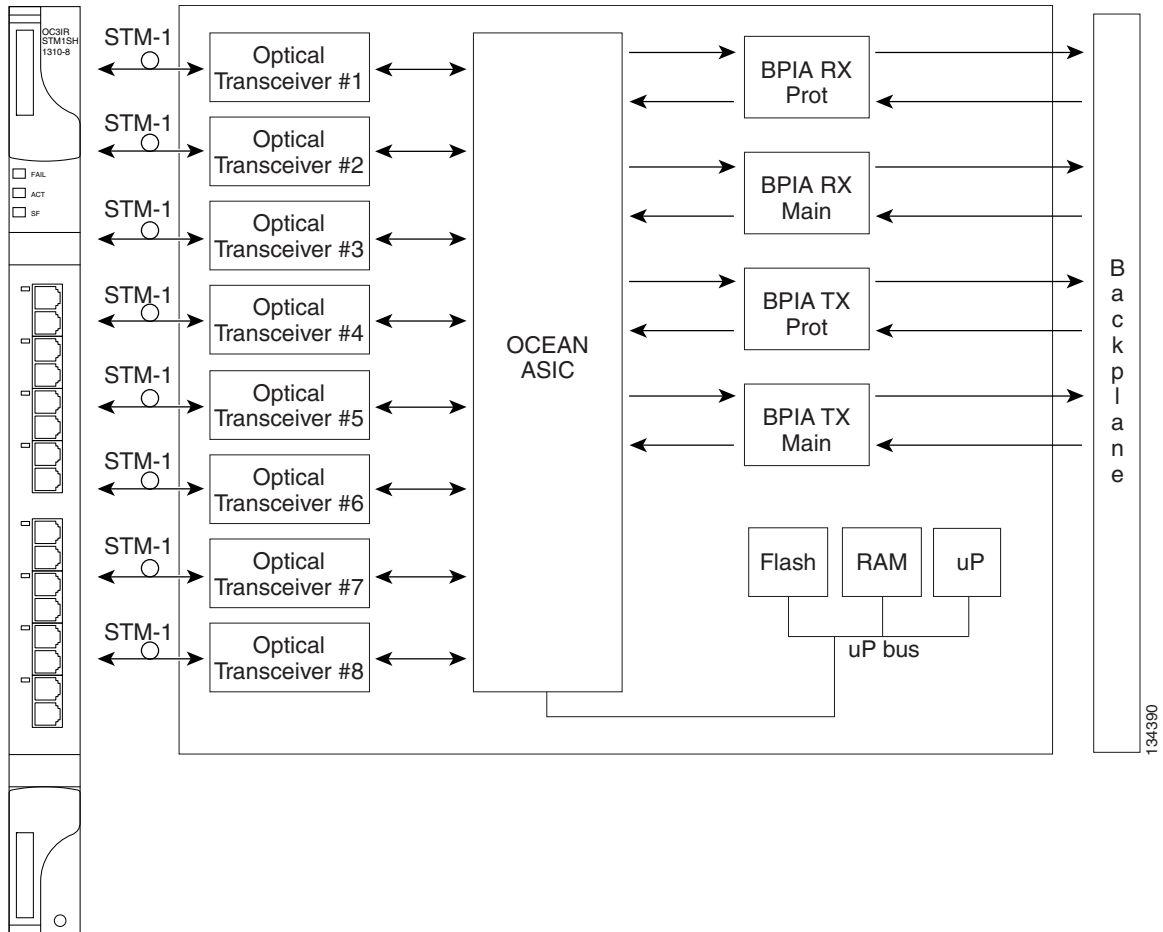 OC3IR
STM1SH
1310-8
FAIL
ACT
SF
STM-1
Optical
Transceiver #1
STM-1
Optical
Transceiver #2
STM-1
Optical
Transceiver #3
STM-1
Optical
Transceiver #4
STM-1
Optical
Transceiver #5
STM-1
Optical
Transceiver #6
STM-1
Optical
Transceiver #7
STM-1
Optical
Transceiver #8
OCEAN
ASIC
BPIA RX
Prot
BPIA RX
Main
BPIA TX
Prot
BPIA TX
Main
Flash
RAM
uP
uP bus
Backplane
134390